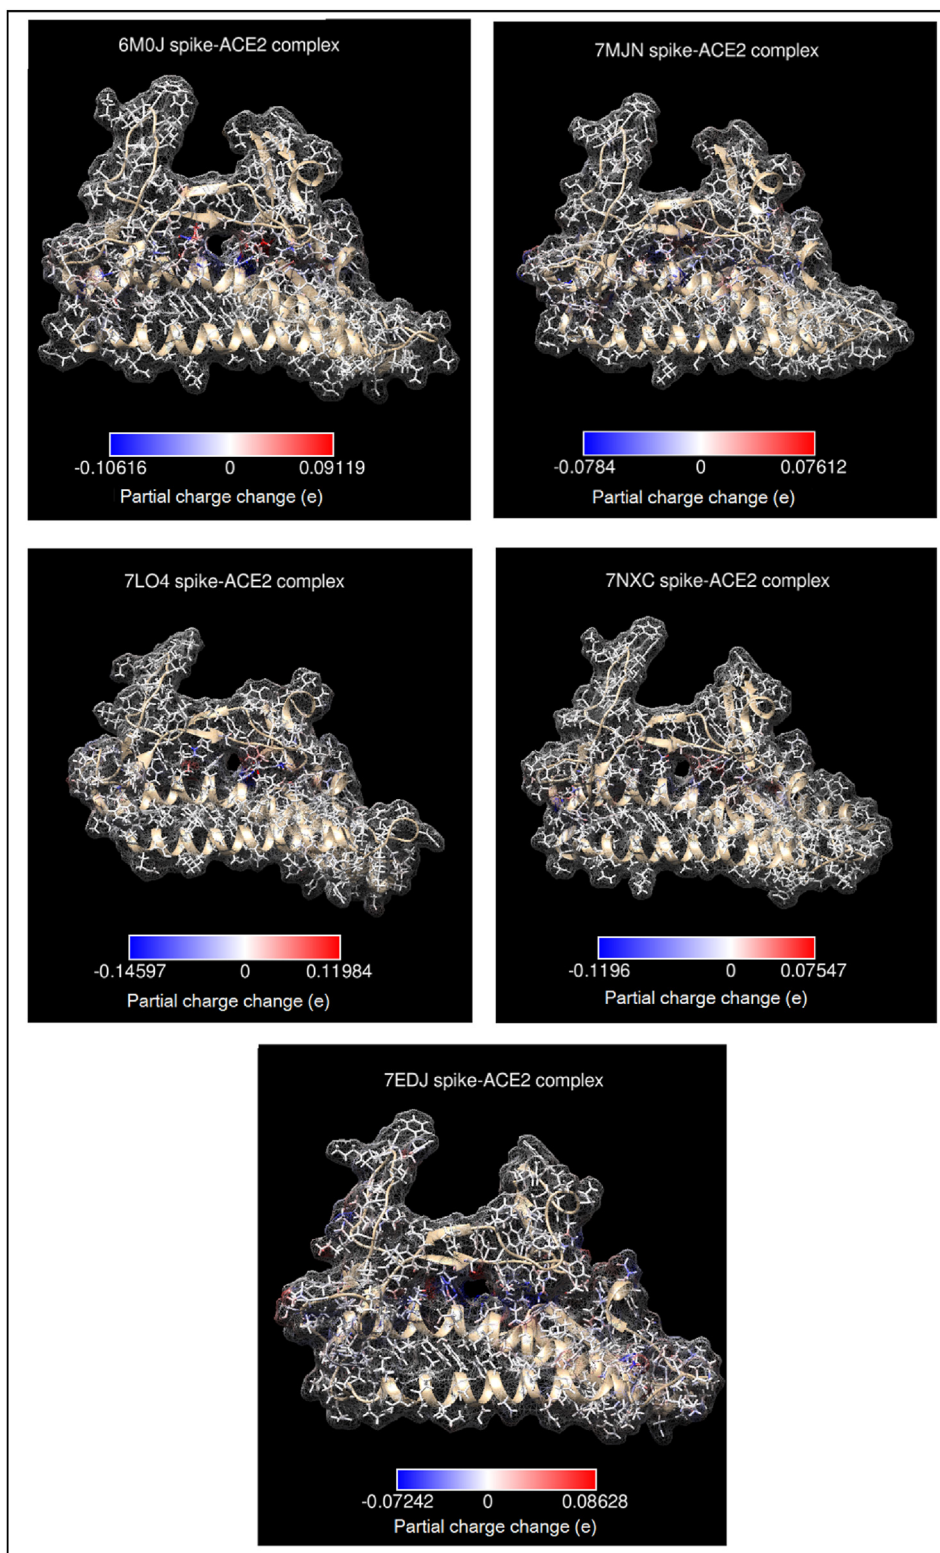 6M0J spike-ACE2 complex
-0.10616 0 0.09119
Partial charge change (e)
7MJN spike-ACE2 complex
-0.0784 0 0.07612
Partial charge change (e)
7LO4 spike-ACE2 complex
-0.14597 0 0.11984
Partial charge change (e)
7NXC spike-ACE2 complex
-0.1196 0 0.07547
Partial charge change (e)
7EDJ spike-ACE2 complex
-0.07242 0 0.08628
Partial charge change (e)